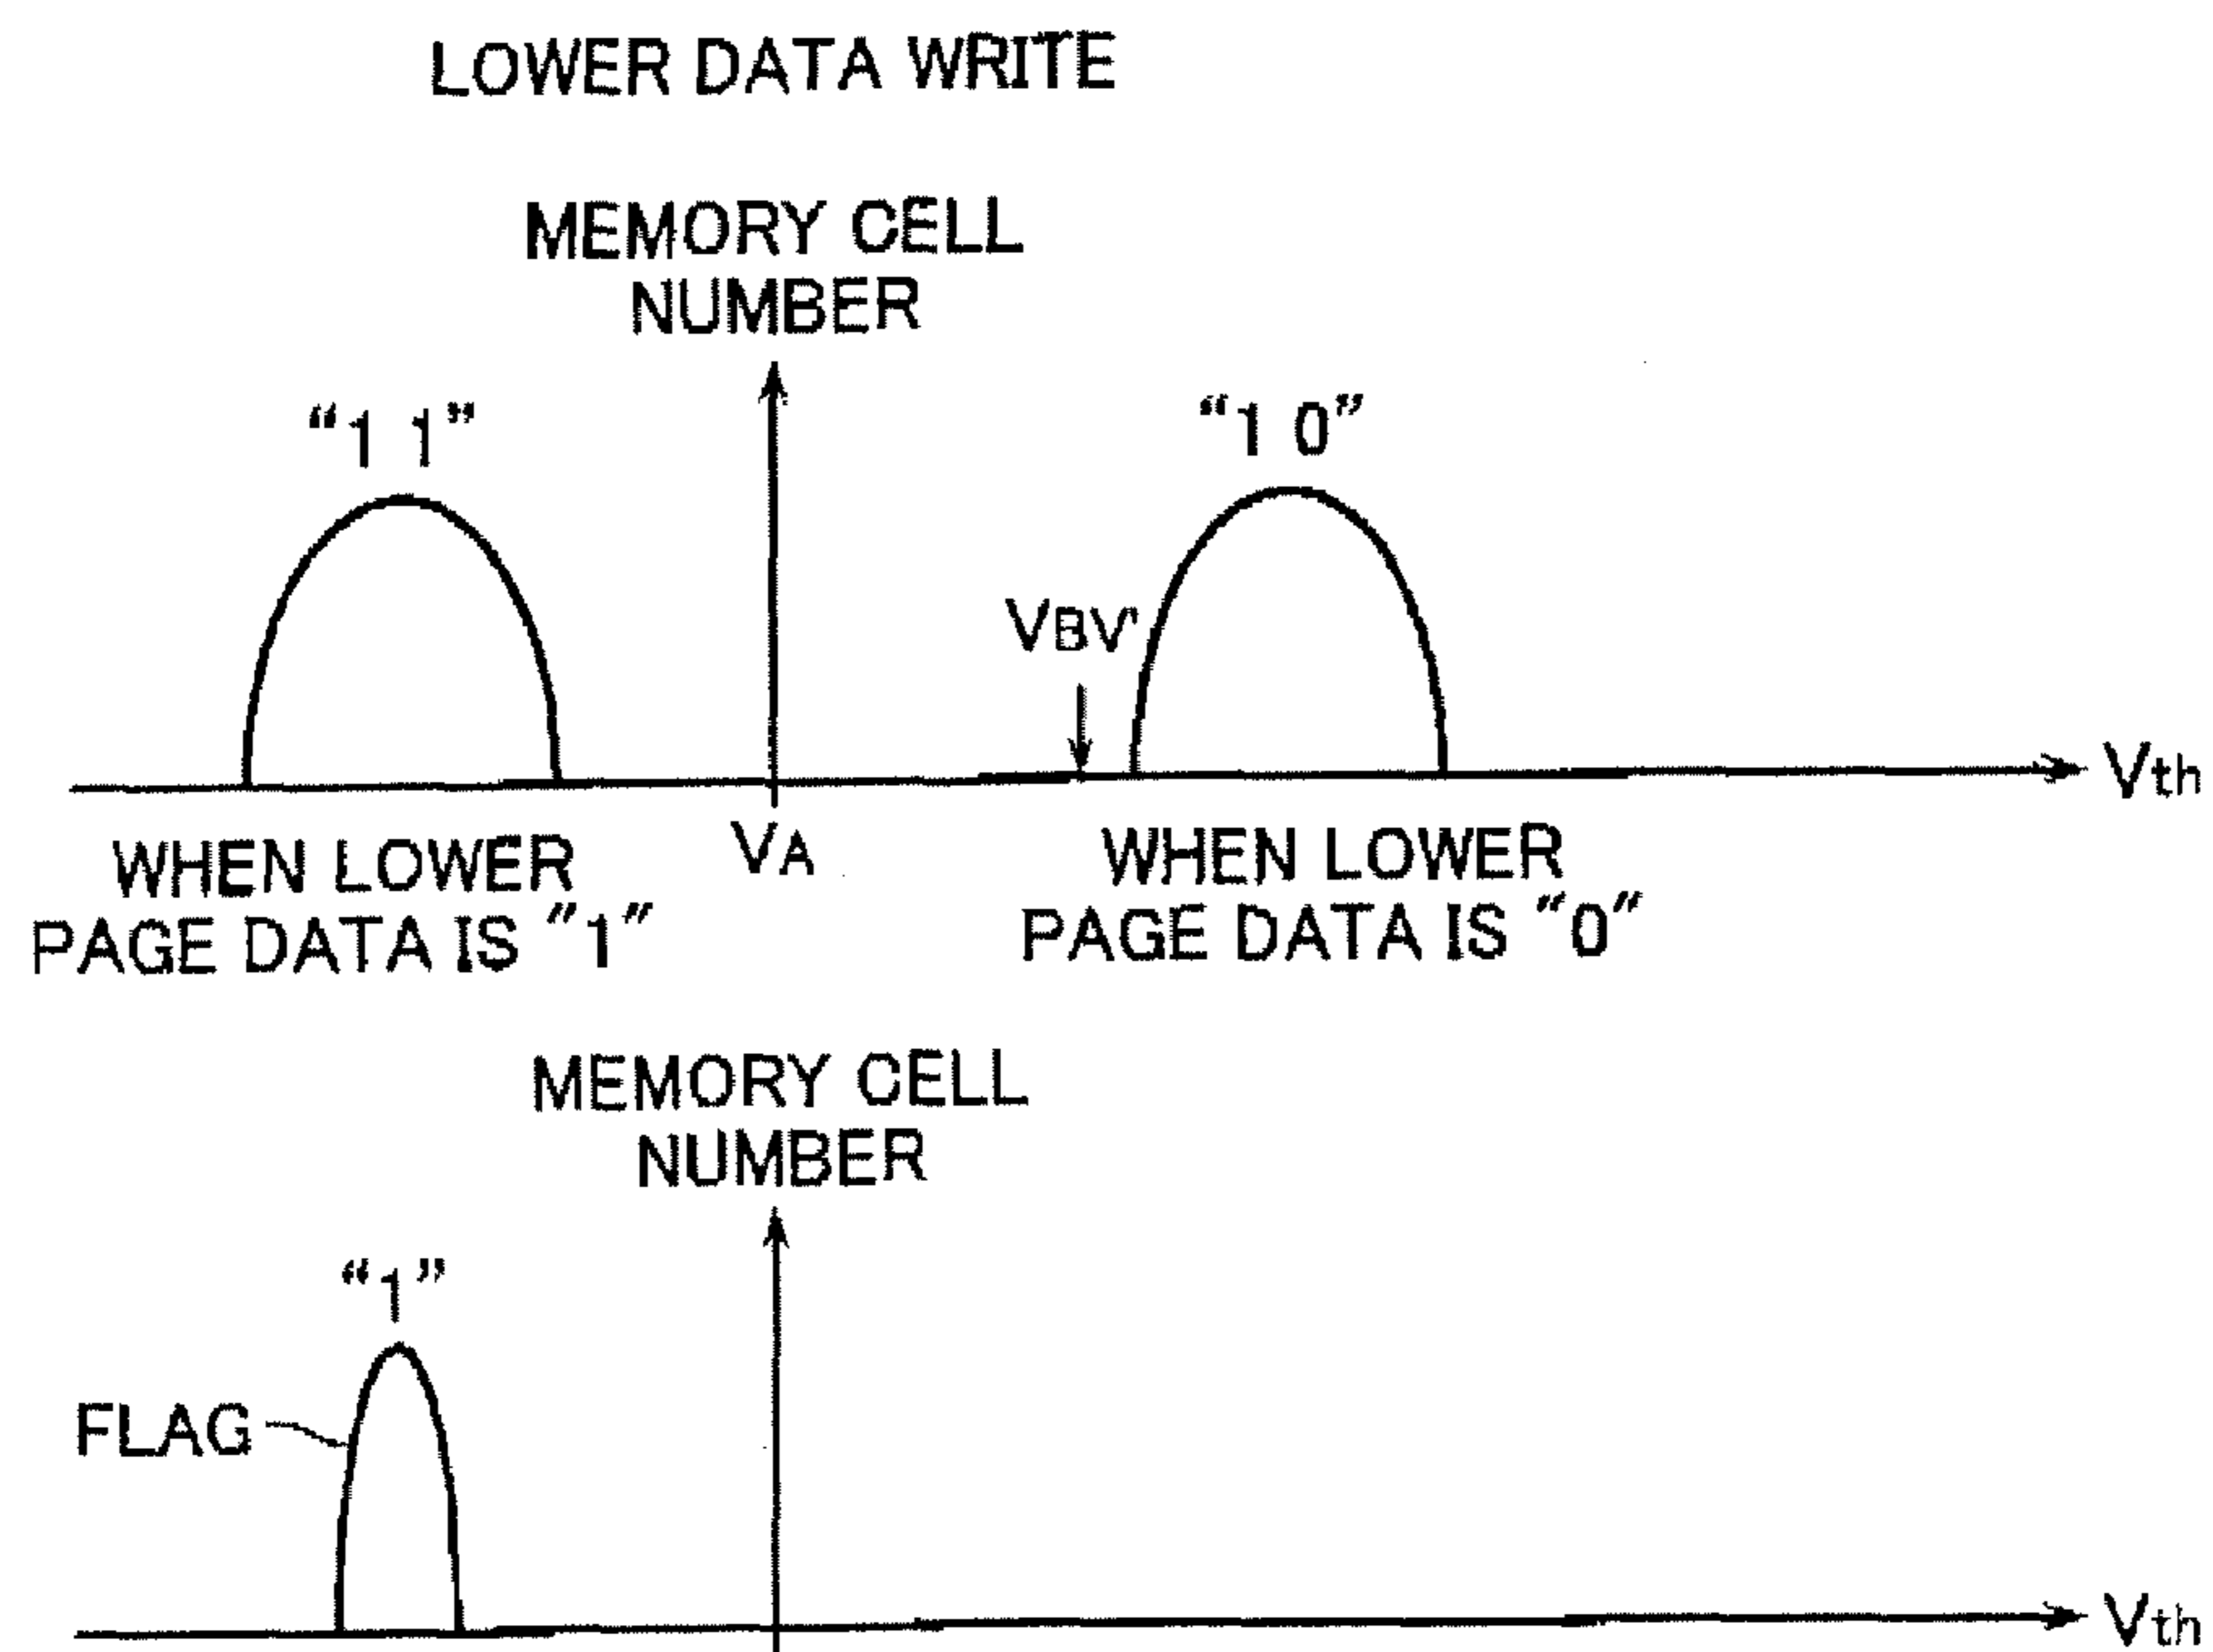 LOWER DATA WRITE
MEMORY CELL
NUMBER
“1 1”
“1 0”
VBV'
Vth
VA
WHEN LOWER
PAGE DATA IS “1”
WHEN LOWER
PAGE DATA IS “0”
MEMORY CELL
NUMBER
“1”
FLAG
Vth